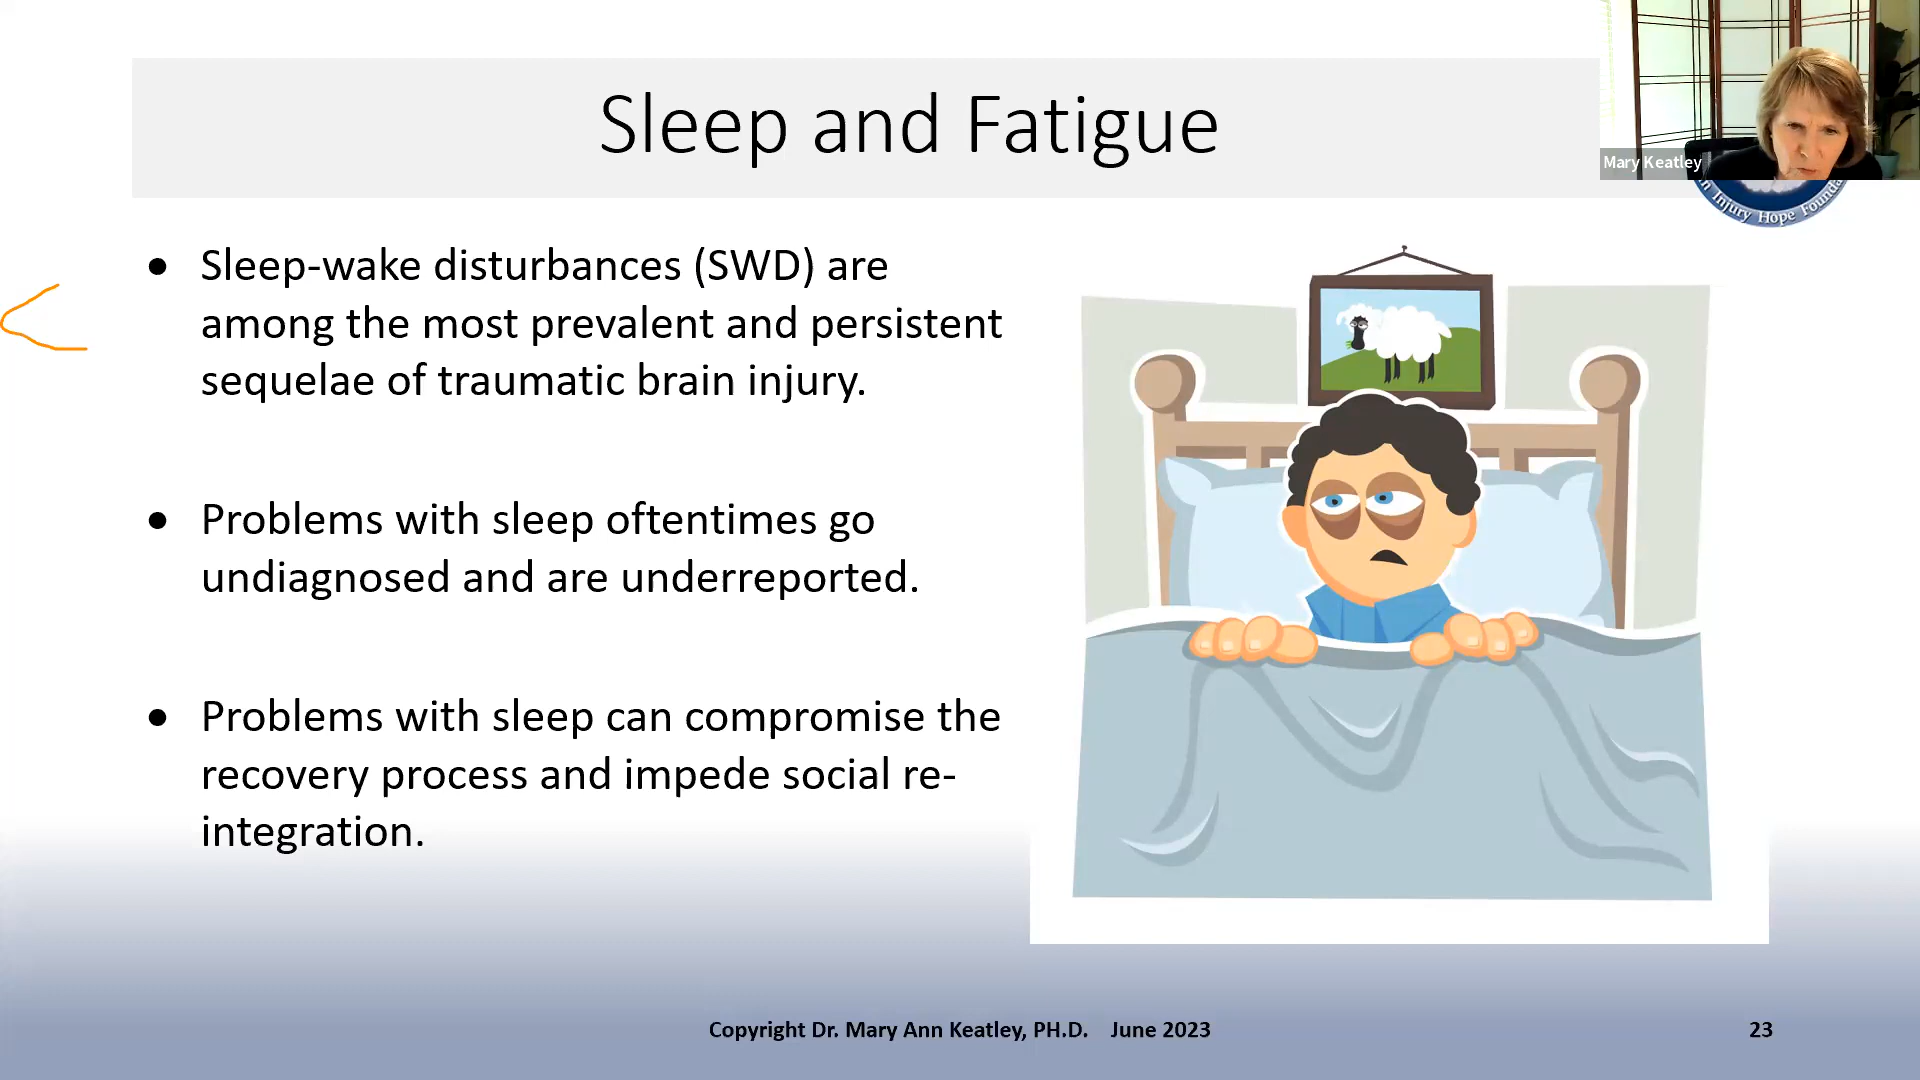 Sleep and Fatigue
Mary Keatley
Injury Hope
• Sleep-wake disturbances (SWD) are
among the most prevalent and persistent
sequelae of traumatic brain injury.
• Problems with sleep oftentimes go
undiagnosed and are underreported.
• Problems with sleep can compromise the
recovery process and impede social re-
integration.
Copyright Dr. Mary Ann Keatley, PH.D. June 2023
23